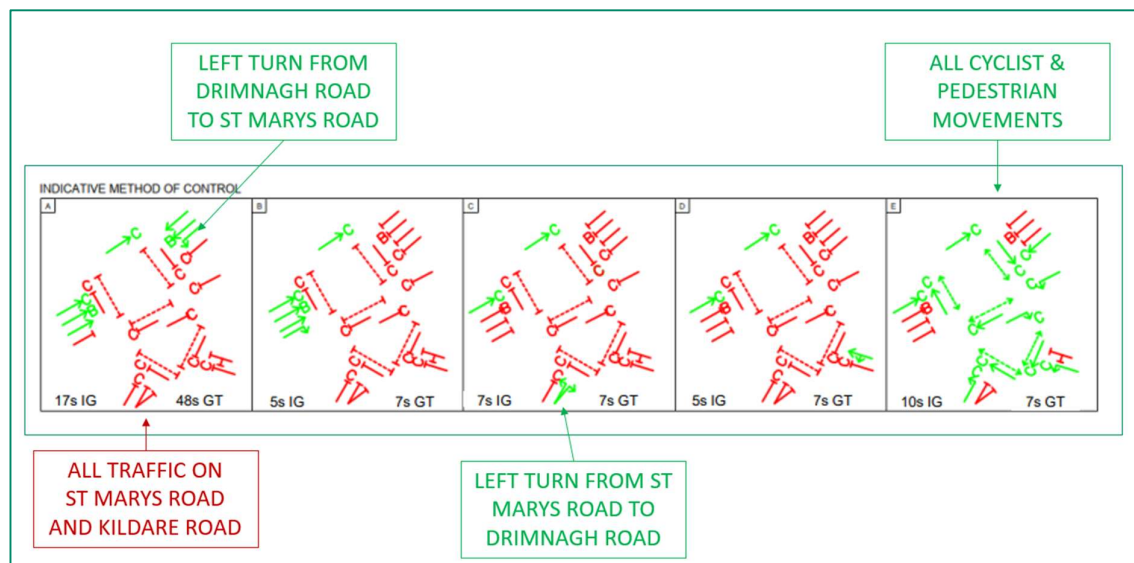 LEFT TURN FROM
DRIMNAGH ROAD
TO ST MARYS ROAD
ALL CYCLIST &
PEDESTRIAN
MOVEMENTS
INDICATIVE METHOD OF CONTROL
A
B
C
D
E
17s IG 48s GT
5s IG 7s GT
7s IG 7s GT
5s IG 7s GT
10s IG 7s GT
ALL TRAFFIC ON
ST MARYS ROAD
AND KILDARE ROAD
LEFT TURN FROM ST
MARYS ROAD TO
DRIMNAGH ROAD